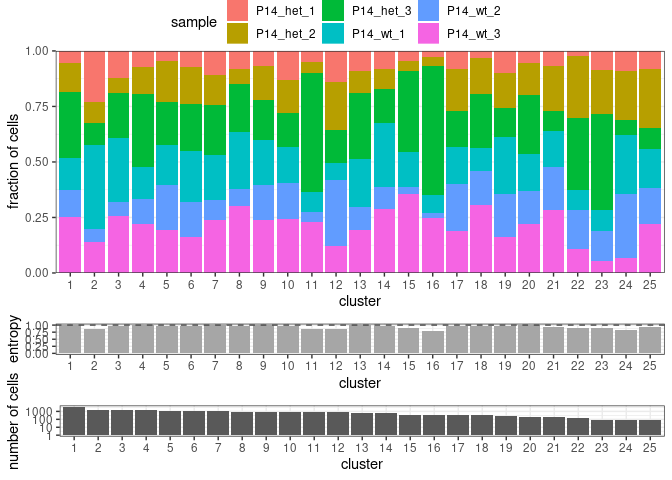 sample
P14_het_1 P14_het_3 P14_wt_2
P14_het_2 P14_wt_1 P14_wt_3
fraction of cells
1.00
0.75
0.50
0.25
0.00
1 2 3 4 5 6 7 8 9 10 11 12 13 14 15 16 17 18 19 20 21 22 23 24 25
cluster
entropy
1.00
0.75
0.50
0.25
0.00
1 2 3 4 5 6 7 8 9 10 11 12 13 14 15 16 17 18 19 20 21 22 23 24 25
cluster
number of cells
1000
100
10
1
1 2 3 4 5 6 7 8 9 10 11 12 13 14 15 16 17 18 19 20 21 22 23 24 25
cluster